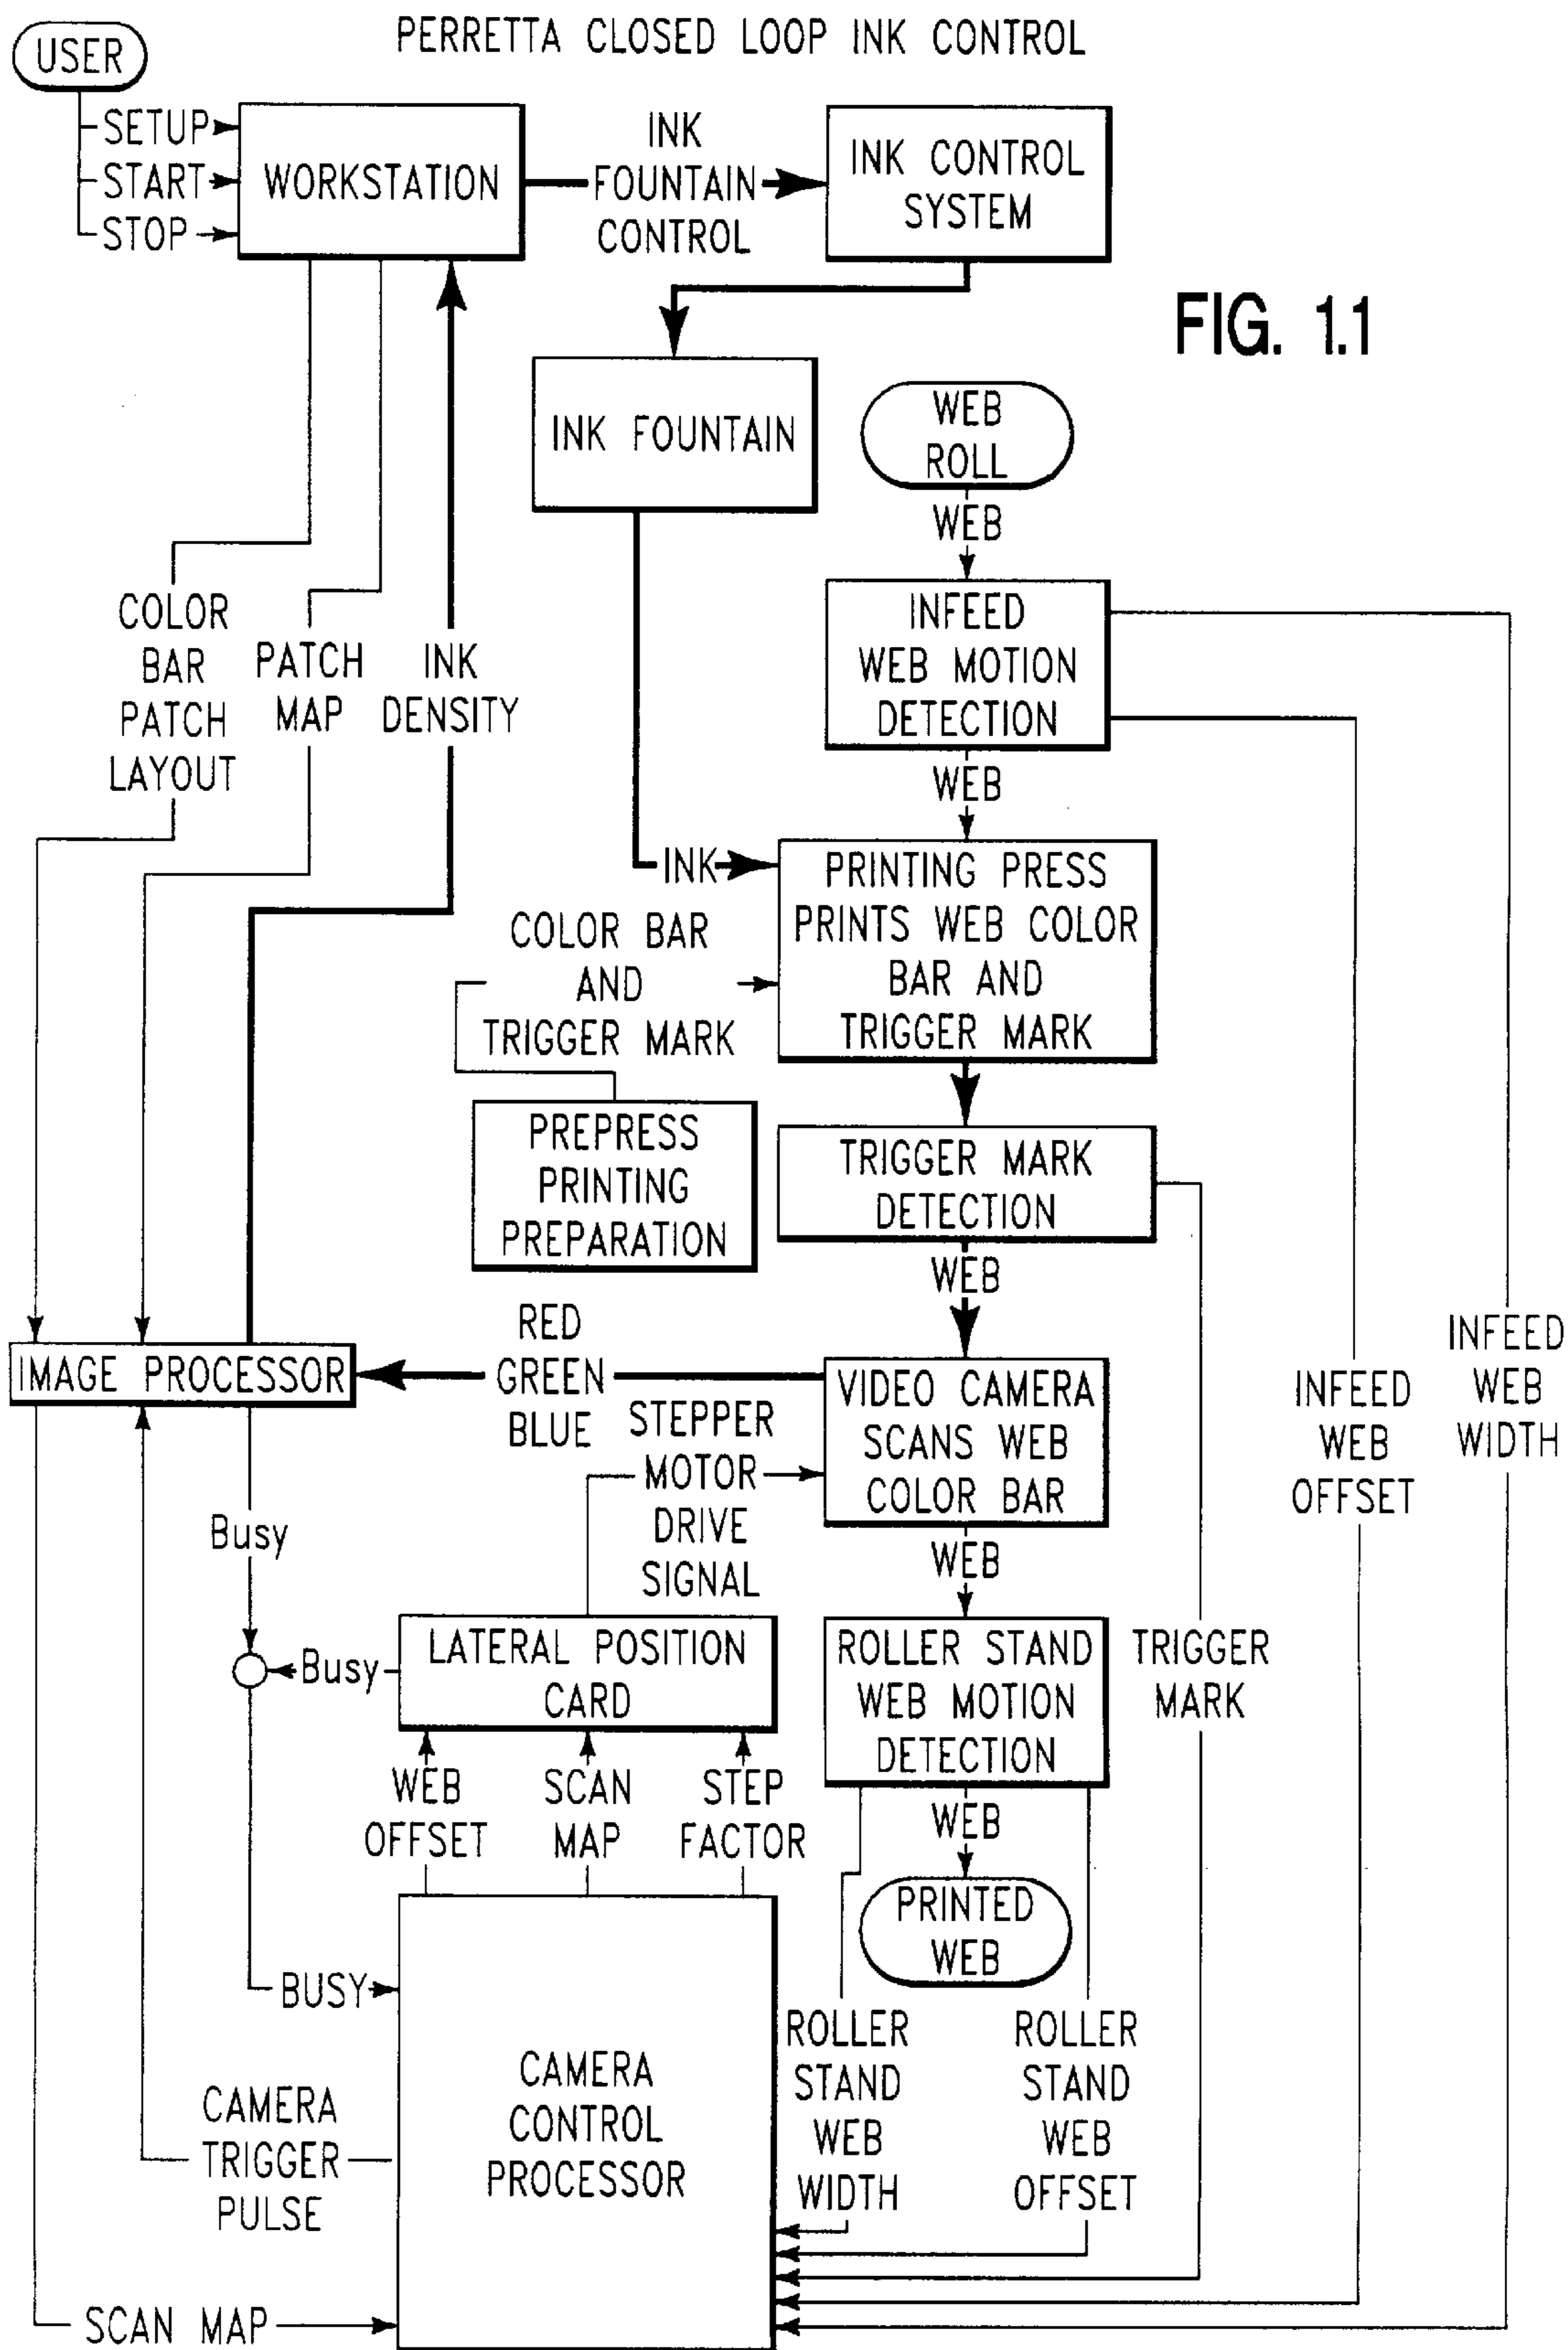 PERRETTA CLOSED LOOP INK CONTROL
USER
SETUP
START
STOP
WORKSTATION
INK
FOUNTAIN
CONTROL
INK CONTROL
SYSTEM
FIG. 1.1
INK FOUNTAIN
WEB
ROLL
WEB
INFEED
WEB MOTION
DETECTION
COLOR
BAR
PATCH
LAYOUT
PATCH
MAP
INK
DENSITY
WEB
INK
PRINTING PRESS
PRINTS WEB COLOR
BAR AND
TRIGGER MARK
COLOR BAR
AND
TRIGGER MARK
PREPRESS
PRINTING
PREPARATION
TRIGGER MARK
DETECTION
WEB
IMAGE PROCESSOR
RED
GREEN
BLUE
VIDEO CAMERA
SCANS WEB
COLOR BAR
INFEED
WEB
OFFSET
INFEED
WEB
WIDTH
STEPPER
MOTOR
DRIVE
SIGNAL
Busy
WEB
Busy
LATERAL POSITION
CARD
ROLLER STAND
WEB MOTION
DETECTION
TRIGGER
MARK
WEB
OFFSET
SCAN
MAP
STEP
FACTOR
WEB
PRINTED
WEB
BUSY
CAMERA
CONTROL
PROCESSOR
ROLLER
STAND
WEB
WIDTH
ROLLER
STAND
WEB
OFFSET
CAMERA
TRIGGER
PULSE
SCAN MAP